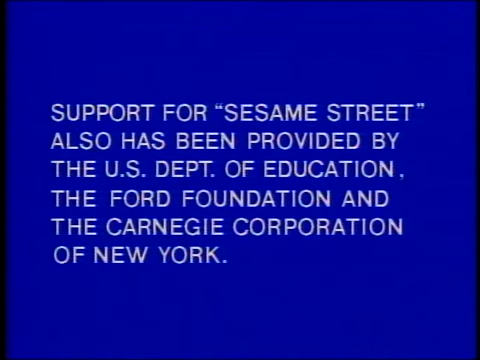 SUPPORT FOR “SESAME STREET”
ALSO HAS BEEN PROVIDED BY
THE U.S. DEPT. OF EDUCATION,
THE FORD FOUNDATION AND
THE CARNEGIE CORPORATION
OF NEW YORK.